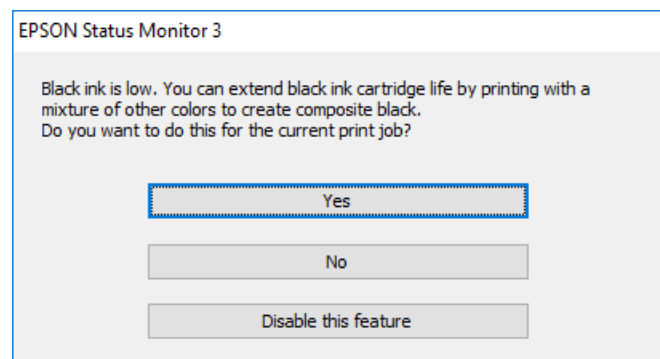 EPSON Status Monitor 3
Black ink is low. You can extend black ink cartridge life by printing with a
mixture of other colors to create composite black.
Do you want to do this for the current print job?
Yes
No
Disable this feature